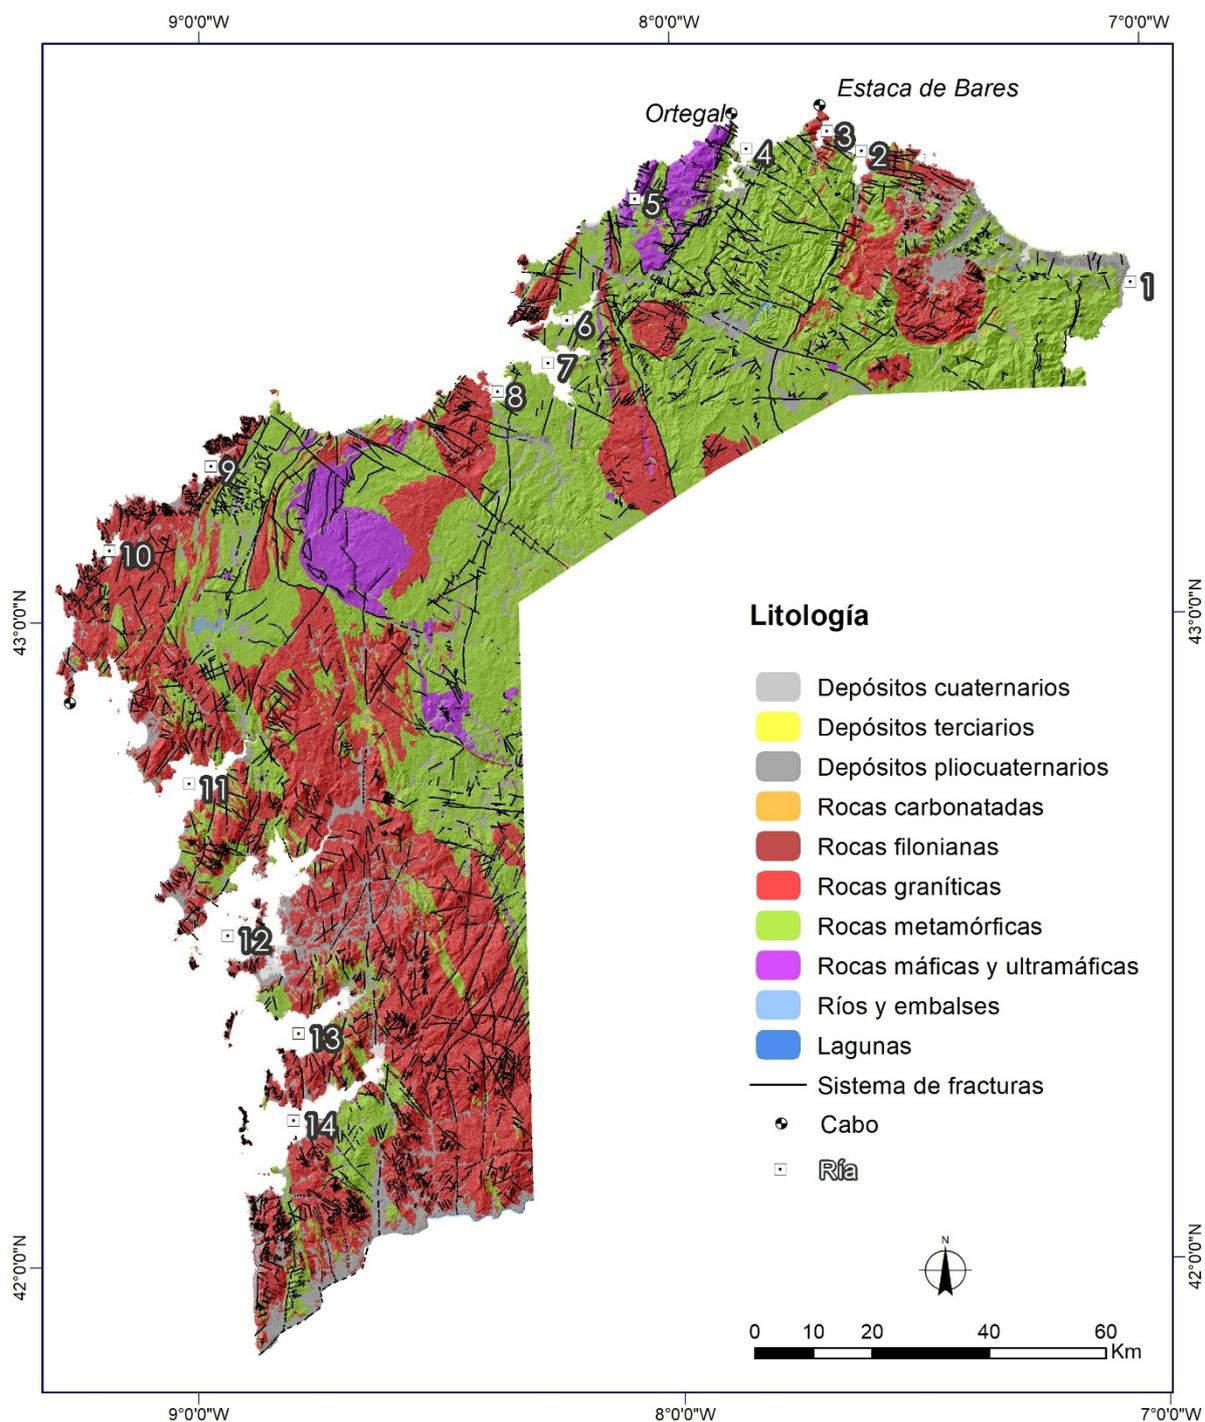 9°0'0"W 8°0'0"W 7°0'0"W
Estaca de Bares
Ortegal
3
4
2
5
1
6
7
8
9
10
43°0'0"N
43°0'0"N
Litología
Depósitos cuaternarios
Depósitos terciarios
Depósitos pliocuaternarios
Rocas carbonatadas
Rocas filonianas
Rocas graníticas
Rocas metamórficas
Rocas máficas y ultramáficas
Ríos y embalses
Lagunas
Sistema de fracturas
Cabo
Ría
11
12
13
14
42°0'0"N
42°0'0"N
N
0 10 20 40 60
Km
9°0'0"W 8°0'0"W 7°0'0"W